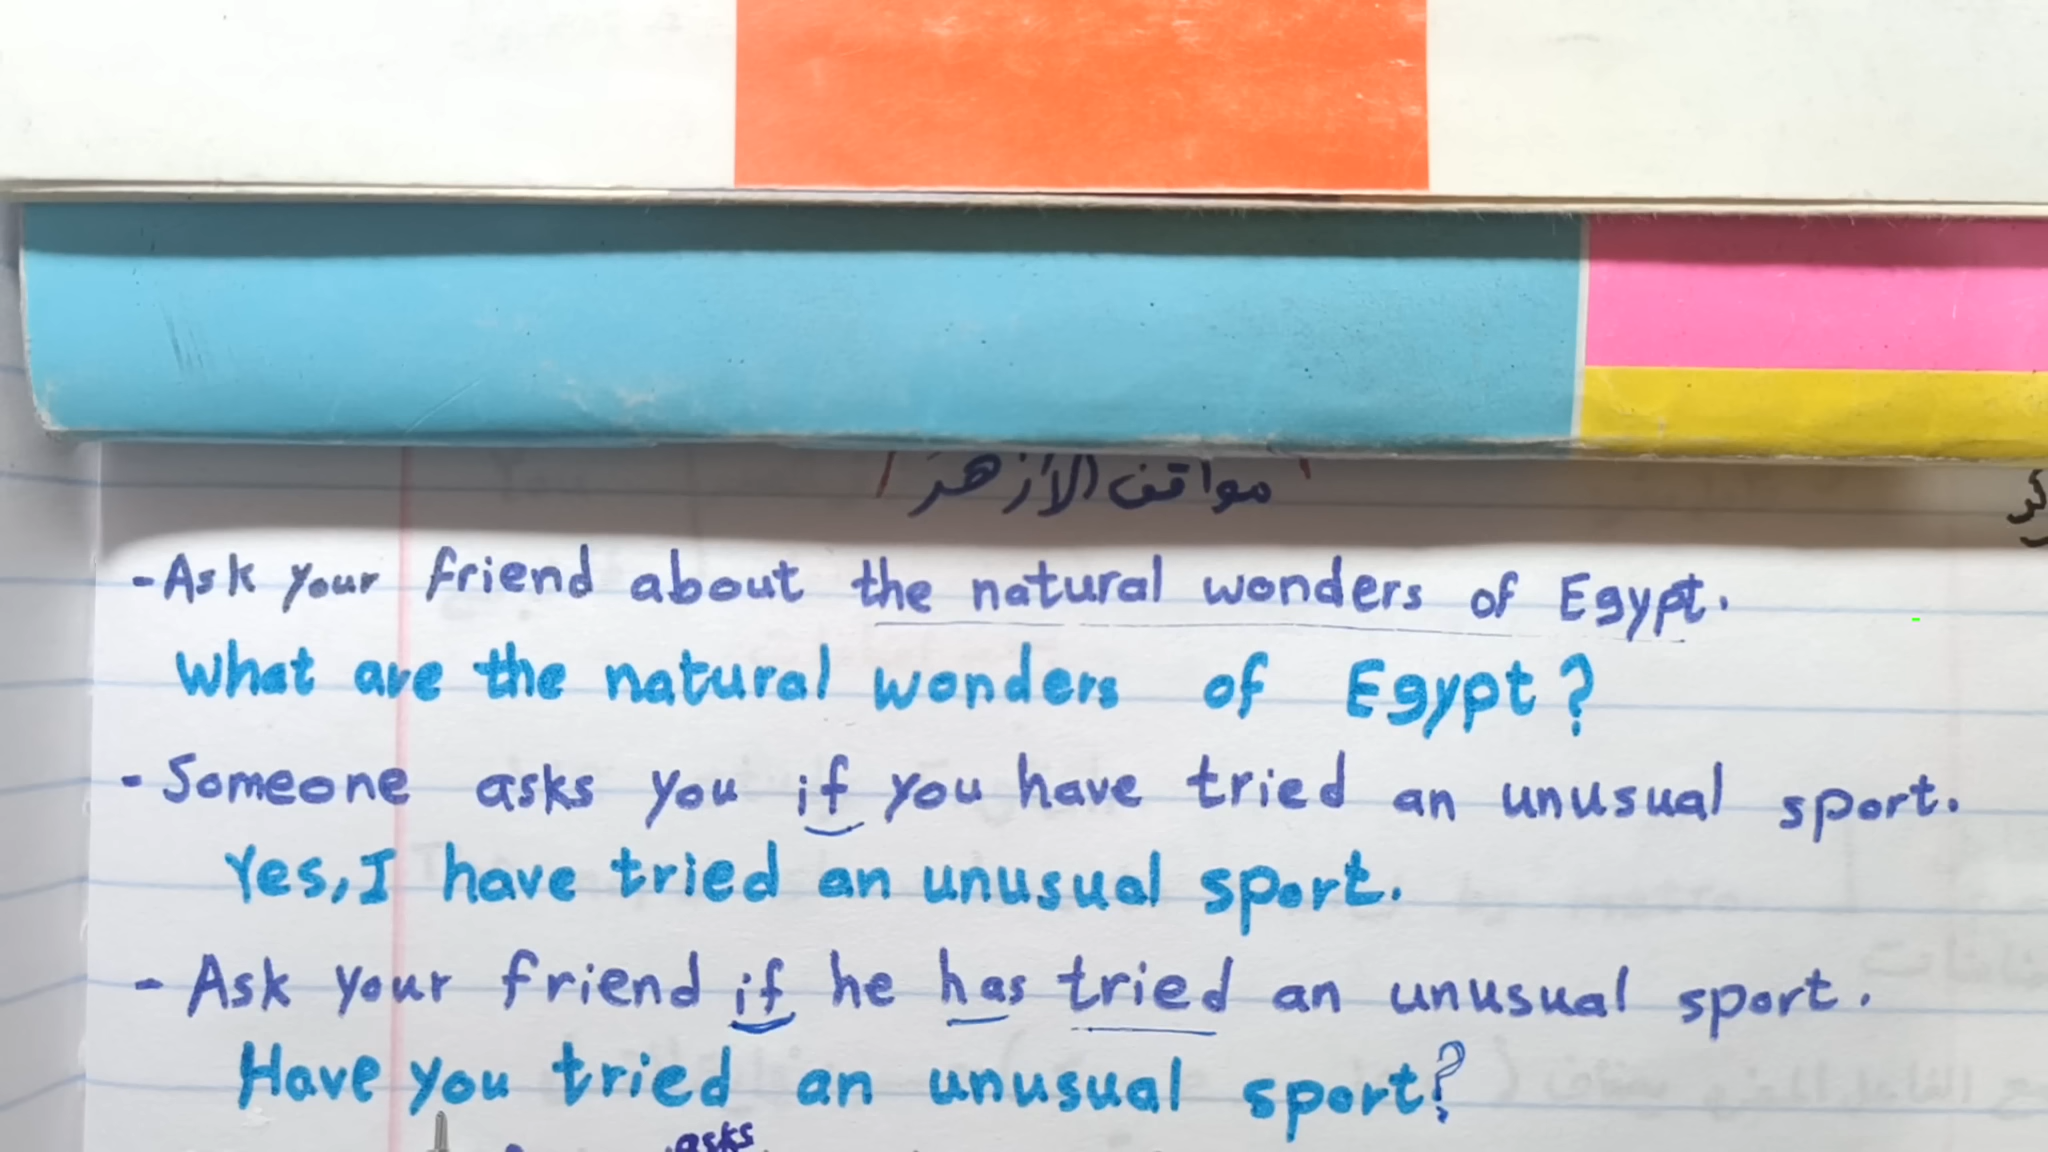 مواقف الأزهر
- Ask your friend about the natural wonders of Egypt.
What are the natural wonders of Egypt?
- Someone asks you if you have tried an unusual sport.
Yes, I have tried an unusual sport.
- Ask your friend if he has tried an unusual sport.
Have you tried an unusual sport?
asks